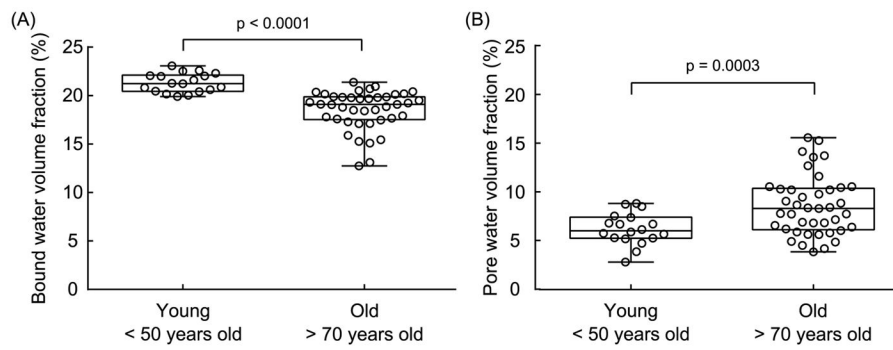 (A)
p < 0.0001
Bound water volume fraction (%)
25
20
15
10
5
0
Young
< 50 years old
Old
> 70 years old
(B)
p = 0.0003
Pore water volume fraction (%)
25
20
15
10
5
0
Young
< 50 years old
Old
> 70 years old